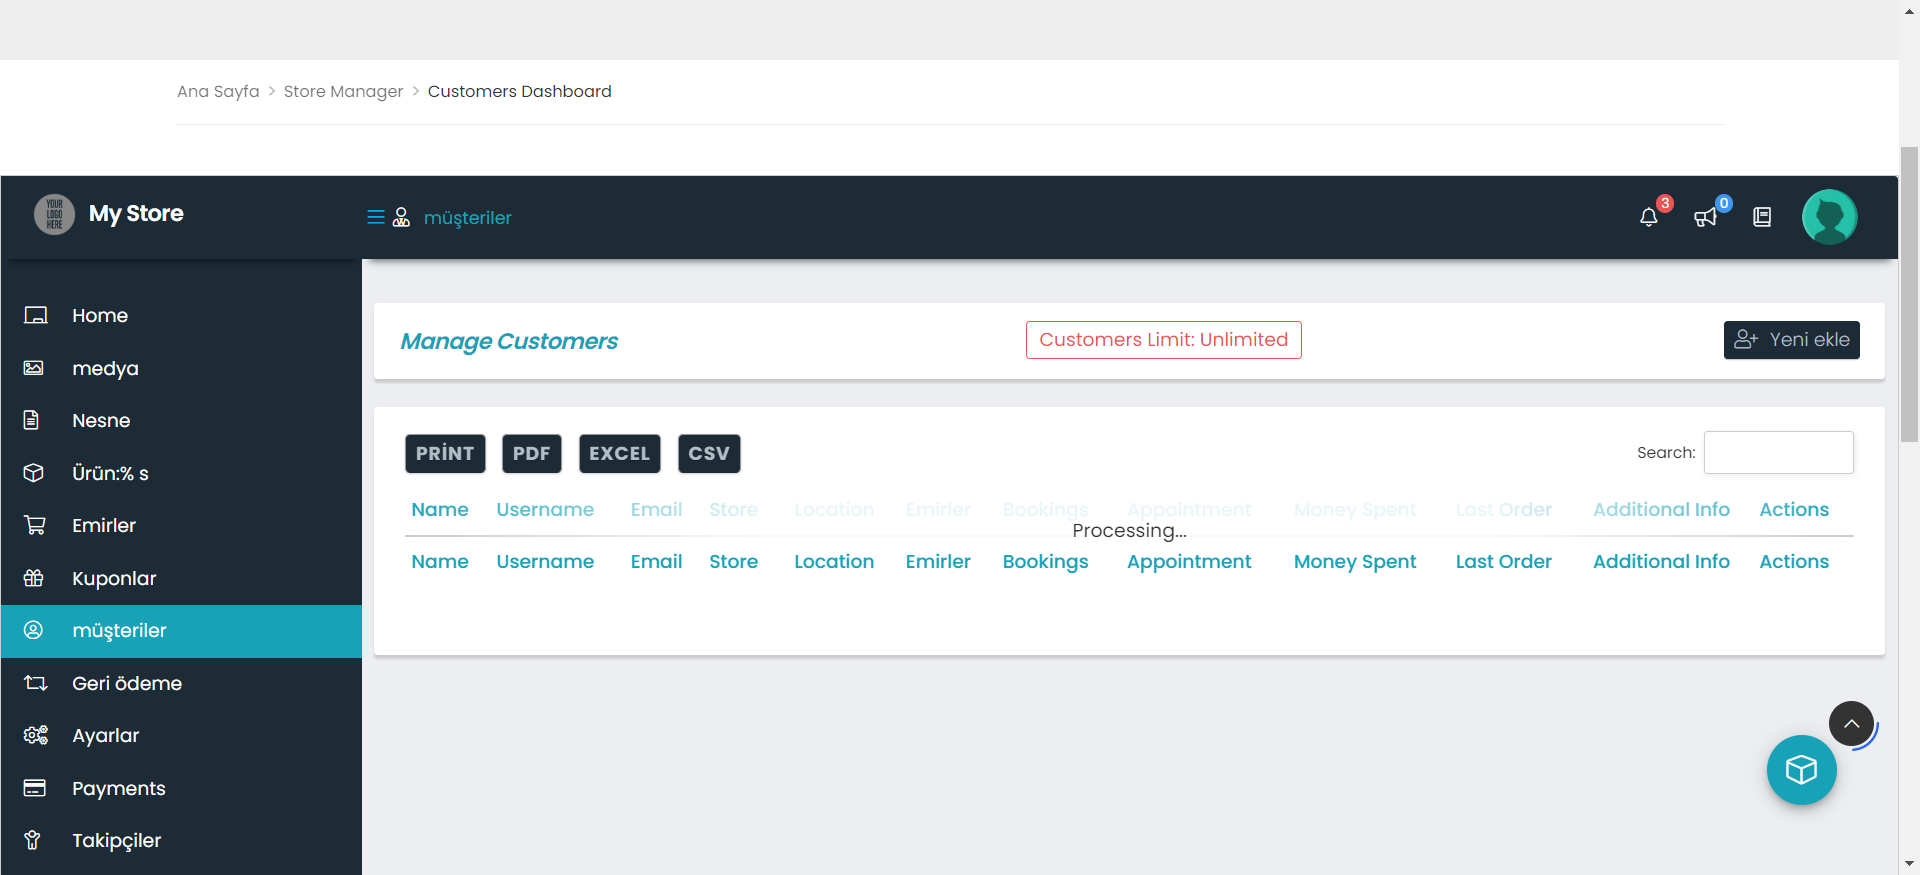 Ana Sayfa > Store Manager > Customers Dashboard
YOUR LOGO HERE
My Store
müşteriler
3
0
Home
medya
Nesne
Ürün:% s
Emirler
Kuponlar
müşteriler
Geri ödeme
Ayarlar
Payments
Takipçiler
Manage Customers
Customers Limit: Unlimited
Yeni ekle
PRİNT PDF EXCEL CSV
Search:
Name Username Email Store Location Emirler Bookings Appointment Money Spent Last Order Additional Info Actions
Processing...
Name Username Email Store Location Emirler Bookings Appointment Money Spent Last Order Additional Info Actions